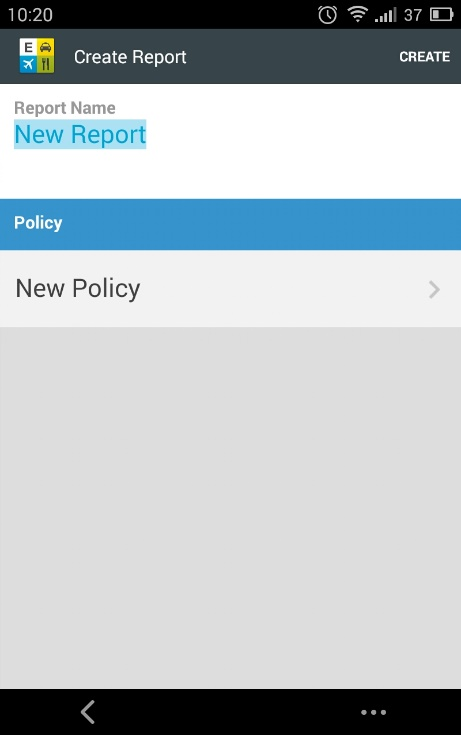 10:20
37
E
Create Report
CREATE
Report Name
New Report
Policy
New Policy